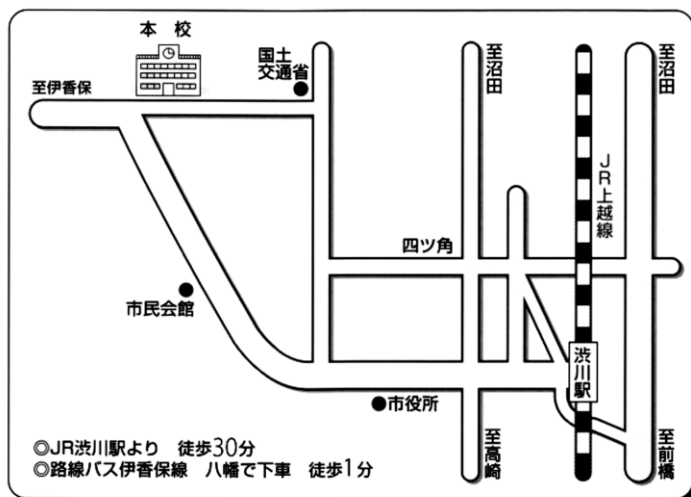 本校
国土
交通省
至沼田
至沼田
至伊香保
JR上越線
四ツ角
市民会館
渋川駅
市役所
至高崎
至前橋
◎JR渋川駅より 徒歩30分
◎路線バス伊香保線 八幡で下車 徒歩1分